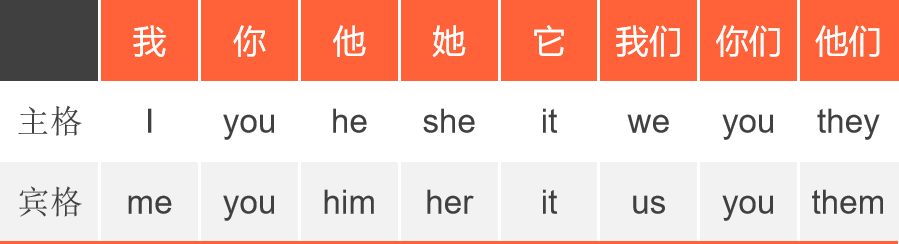 我 你 他 她 它 我们 你们 他们
主格 I you he she it we you they
宾格 me you him her it us you them